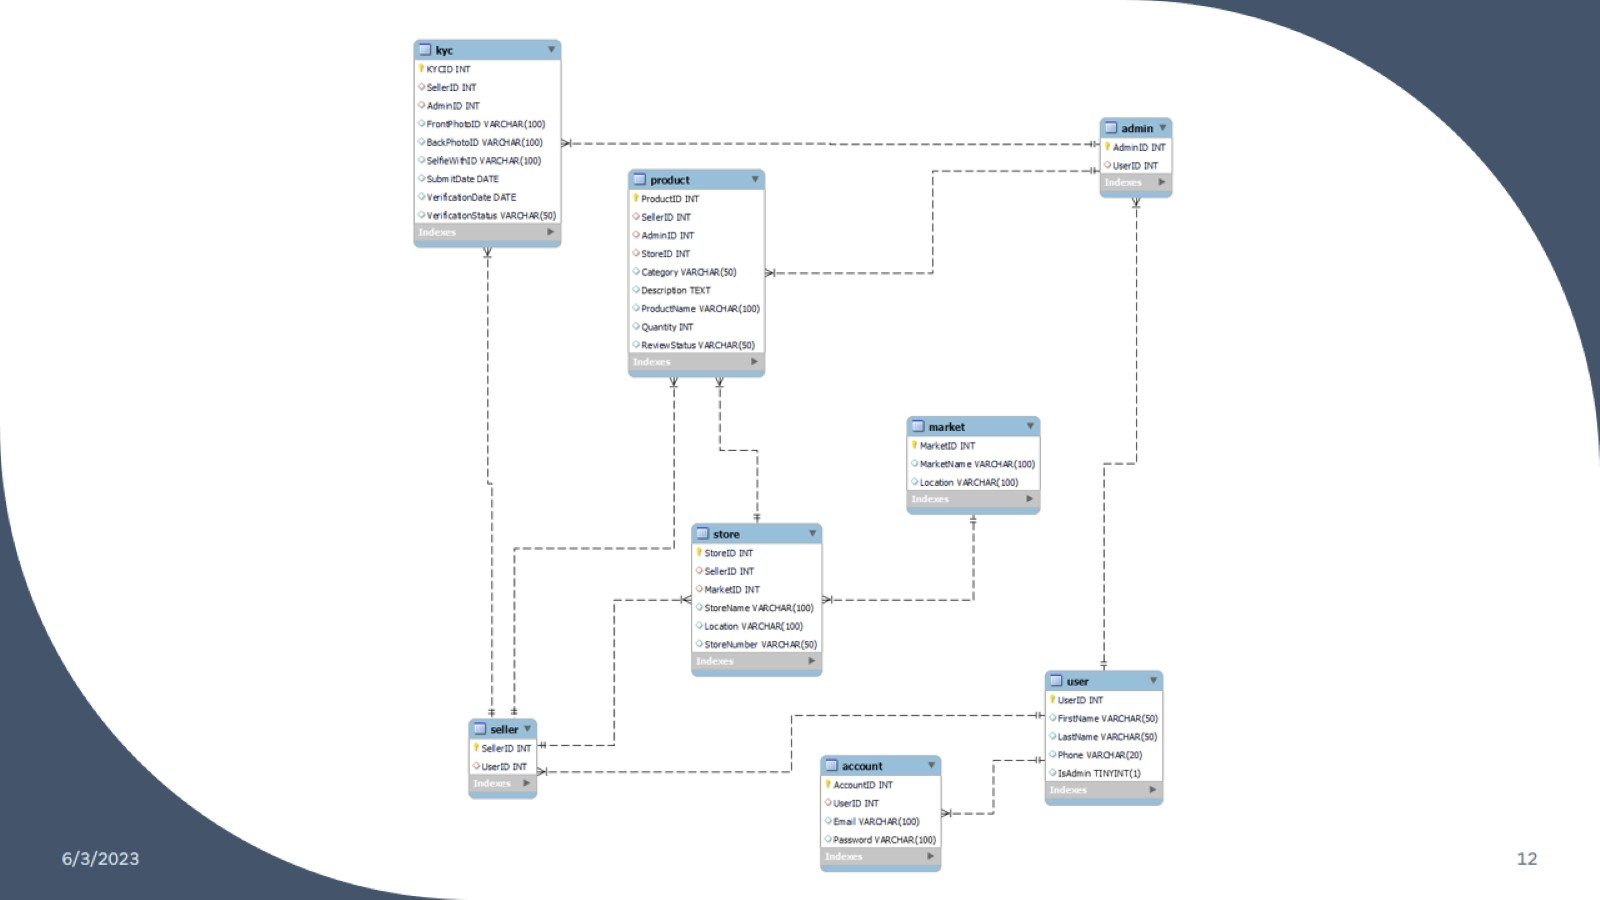 kyc
KYCID INT
SellerID INT
AdminID INT
FrontPhotoID VARCHAR(100)
BackPhotoID VARCHAR(100)
SelfieWithID VARCHAR(100)
SubmitDate DATE
VerificationDate DATE
VerificationStatus VARCHAR(50)
Indexes
admin
AdminID INT
UserID INT
Indexes
product
ProductID INT
SellerID INT
AdminID INT
StoreID INT
Category VARCHAR(50)
Description TEXT
ProductName VARCHAR(100)
Quantity INT
ReviewStatus VARCHAR(50)
Indexes
market
MarketID INT
MarketName VARCHAR(100)
Location VARCHAR(100)
Indexes
store
StoreID INT
SellerID INT
MarketID INT
StoreName VARCHAR(100)
Location VARCHAR(100)
StoreNumber VARCHAR(50)
Indexes
user
UserID INT
FirstName VARCHAR(50)
LastName VARCHAR(50)
Phone VARCHAR(20)
IsAdmin TINYINT(1)
Indexes
seller
SellerID INT
UserID INT
Indexes
account
AccountID INT
UserID INT
Email VARCHAR(100)
Password VARCHAR(100)
Indexes
6/3/2023
12